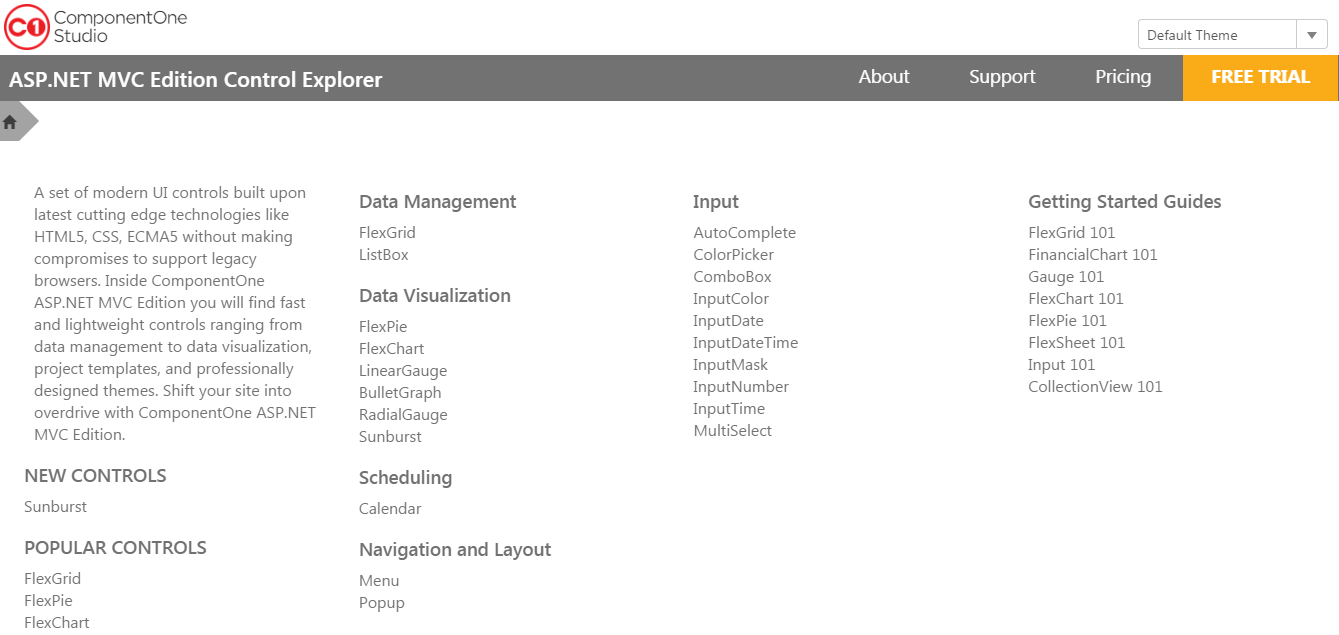 ComponentOne
Studio
Default Theme
ASP.NET MVC Edition Control Explorer
About
Support
Pricing
FREE TRIAL
A set of modern UI controls built upon
latest cutting edge technologies like
HTML5, CSS, ECMA5 without making
compromises to support legacy
browsers. Inside ComponentOne
ASP.NET MVC Edition you will find fast
and lightweight controls ranging from
data management to data visualization,
project templates, and professionally
designed themes. Shift your site into
overdrive with ComponentOne ASP.NET
MVC Edition.
NEW CONTROLS
Sunburst
POPULAR CONTROLS
FlexGrid
FlexPie
FlexChart
Data Management
FlexGrid
ListBox
Data Visualization
FlexPie
FlexChart
LinearGauge
BulletGraph
RadialGauge
Sunburst
Scheduling
Calendar
Navigation and Layout
Menu
Popup
Input
AutoComplete
ColorPicker
ComboBox
InputColor
InputDate
InputDateTime
InputMask
InputNumber
InputTime
MultiSelect
Getting Started Guides
FlexGrid 101
FinancialChart 101
Gauge 101
FlexChart 101
FlexPie 101
FlexSheet 101
Input 101
CollectionView 101